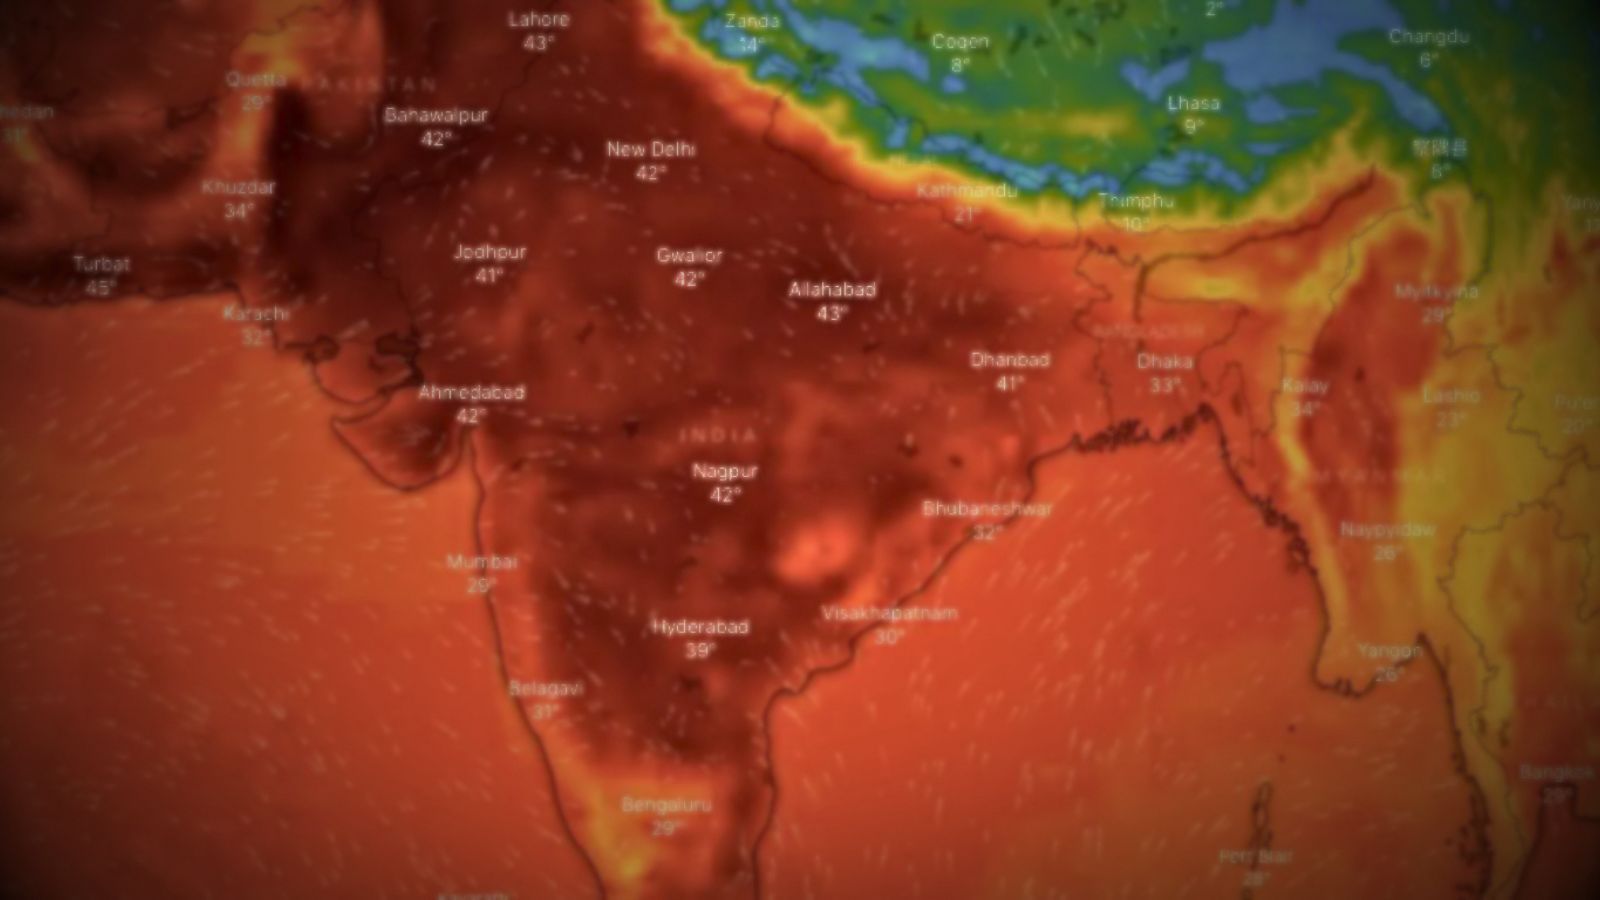 2°
Lahore
43°
Zanda
14°
Coqen
8°
Changdu
6°
Quetta
29°
PAKISTAN
Bahawalpur
42°
Lhasa
9°
31°
New Delhi
42°
6°
Khuzdar
34°
Kathmandu
21°
Thimphu
10°
Jodhpur
41°
Gwalior
42°
Turbat
45°
Allahabad
43°
Myitkyina
29°
Karachi
32°
BANGLADESH
Dhanbad
41°
Dhaka
33°
Ahmedabad
42°
Kalay
34°
Lashio
23°
INDIA
20°
Nagpur
42°
MYANMAR
Bhubaneshwar
32°
Naypyidaw
26°
Mumbai
29°
Visakhapatnam
30°
Hyderabad
39°
Yangon
26°
Belagavi
31°
Bangkok
29°
Bengaluru
29°
Port Blair
28°